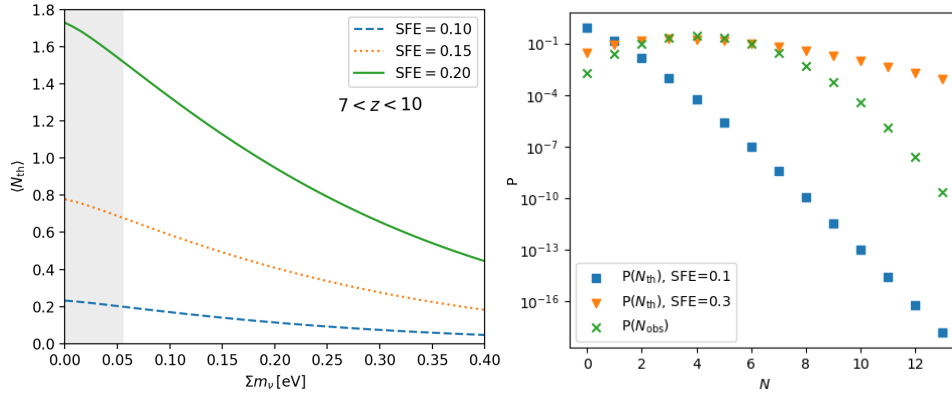 1.8
1.6
1.4
1.2
1.0
0.8
0.6
0.4
0.2
0.0
⟨N_th⟩
SFE = 0.10
SFE = 0.15
SFE = 0.20
7 < z < 10
0.00 0.05 0.10 0.15 0.20 0.25 0.30 0.35 0.40
Σm_ν [eV]
10⁻¹
10⁻⁴
10⁻⁷
10⁻¹⁰
10⁻¹³
10⁻¹⁶
P
P(N_th), SFE=0.1
P(N_th), SFE=0.3
P(N_obs)
0 2 4 6 8 10 12
N